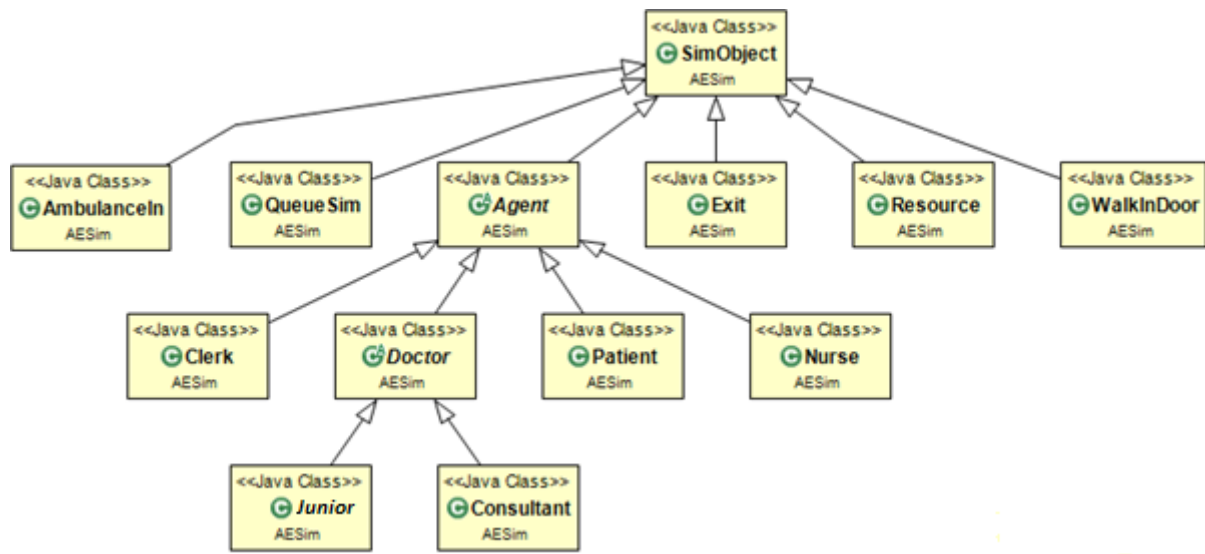 <<Java Class>>
SimObject
AESim
<<Java Class>>
AmbulanceIn
AESim
<<Java Class>>
QueueSim
AESim
<<Java Class>>
Agent
AESim
<<Java Class>>
Exit
AESim
<<Java Class>>
Resource
AESim
<<Java Class>>
WalkInDoor
AESim
<<Java Class>>
Clerk
AESim
<<Java Class>>
Doctor
AESim
<<Java Class>>
Patient
AESim
<<Java Class>>
Nurse
AESim
<<Java Class>>
Junior
AESim
<<Java Class>>
Consultant
AESim